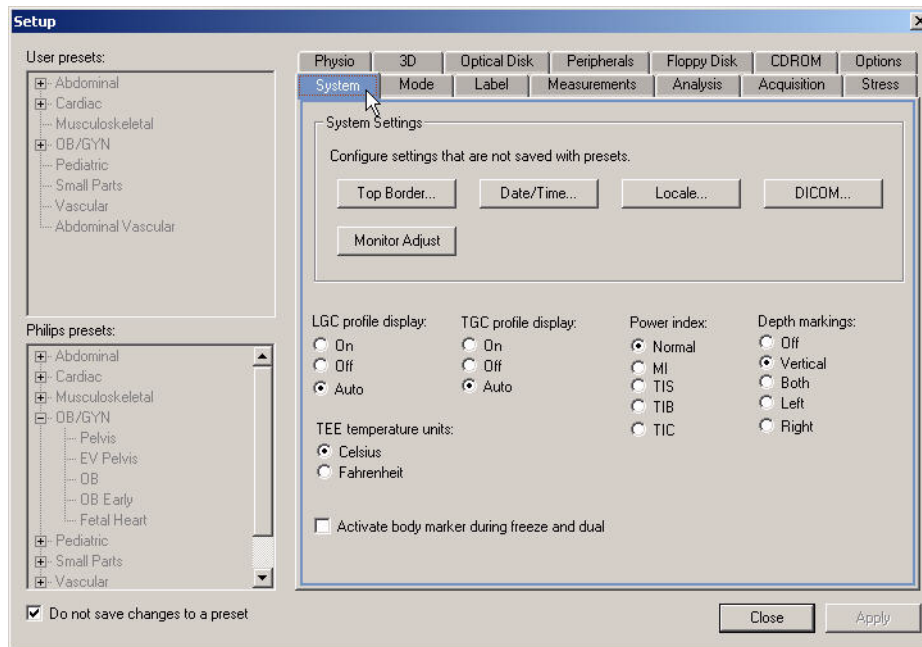 Setup
User presets:
Abdominal
Cardiac
Musculoskeletal
OB/GYN
Pediatric
Small Parts
Vascular
Abdominal Vascular
Philips presets:
Abdominal
Cardiac
Musculoskeletal
OB/GYN
Pelvis
EV Pelvis
OB
OB Early
Fetal Heart
Pediatric
Small Parts
Vascular
Do not save changes to a preset
Physio 3D Optical Disk Peripherals Floppy Disk CDROM Options
System Mode Label Measurements Analysis Acquisition Stress
System Settings
Configure settings that are not saved with presets.
Top Border... Date/Time... Locale... DICOM...
Monitor Adjust
LGC profile display:
On
Off
Auto
TGC profile display:
On
Off
Auto
Power index:
Normal
MI
TIS
TIB
TIC
Depth markings:
Off
Vertical
Both
Left
Right
TEE temperature units:
Celsius
Fahrenheit
Activate body marker during freeze and dual
Close Apply